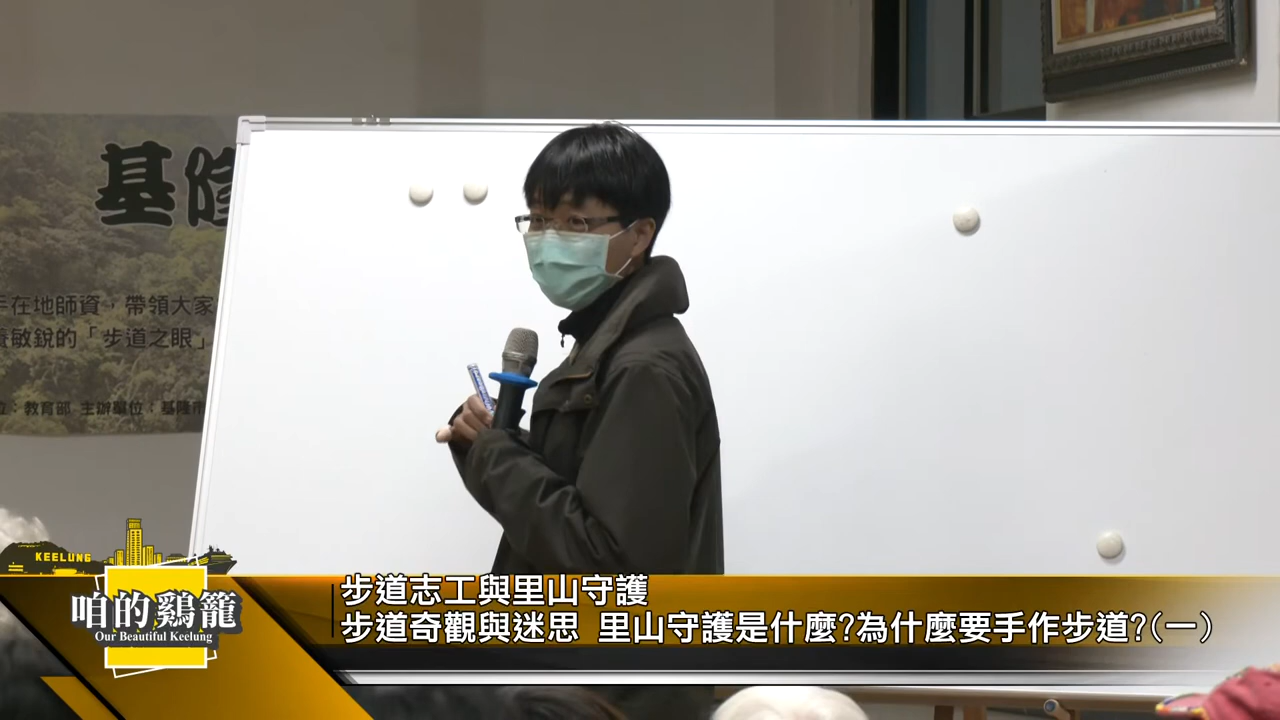 基隆
在地師資，帶領大家
敏銳的「步道之眼」
位：教育部 主辦單位：基隆市
KEELUNG
咱的鷄籠
Our Beautiful Keelung
步道志工與里山守護
步道奇觀與迷思 里山守護是什麼?為什麼要手作步道?(一)